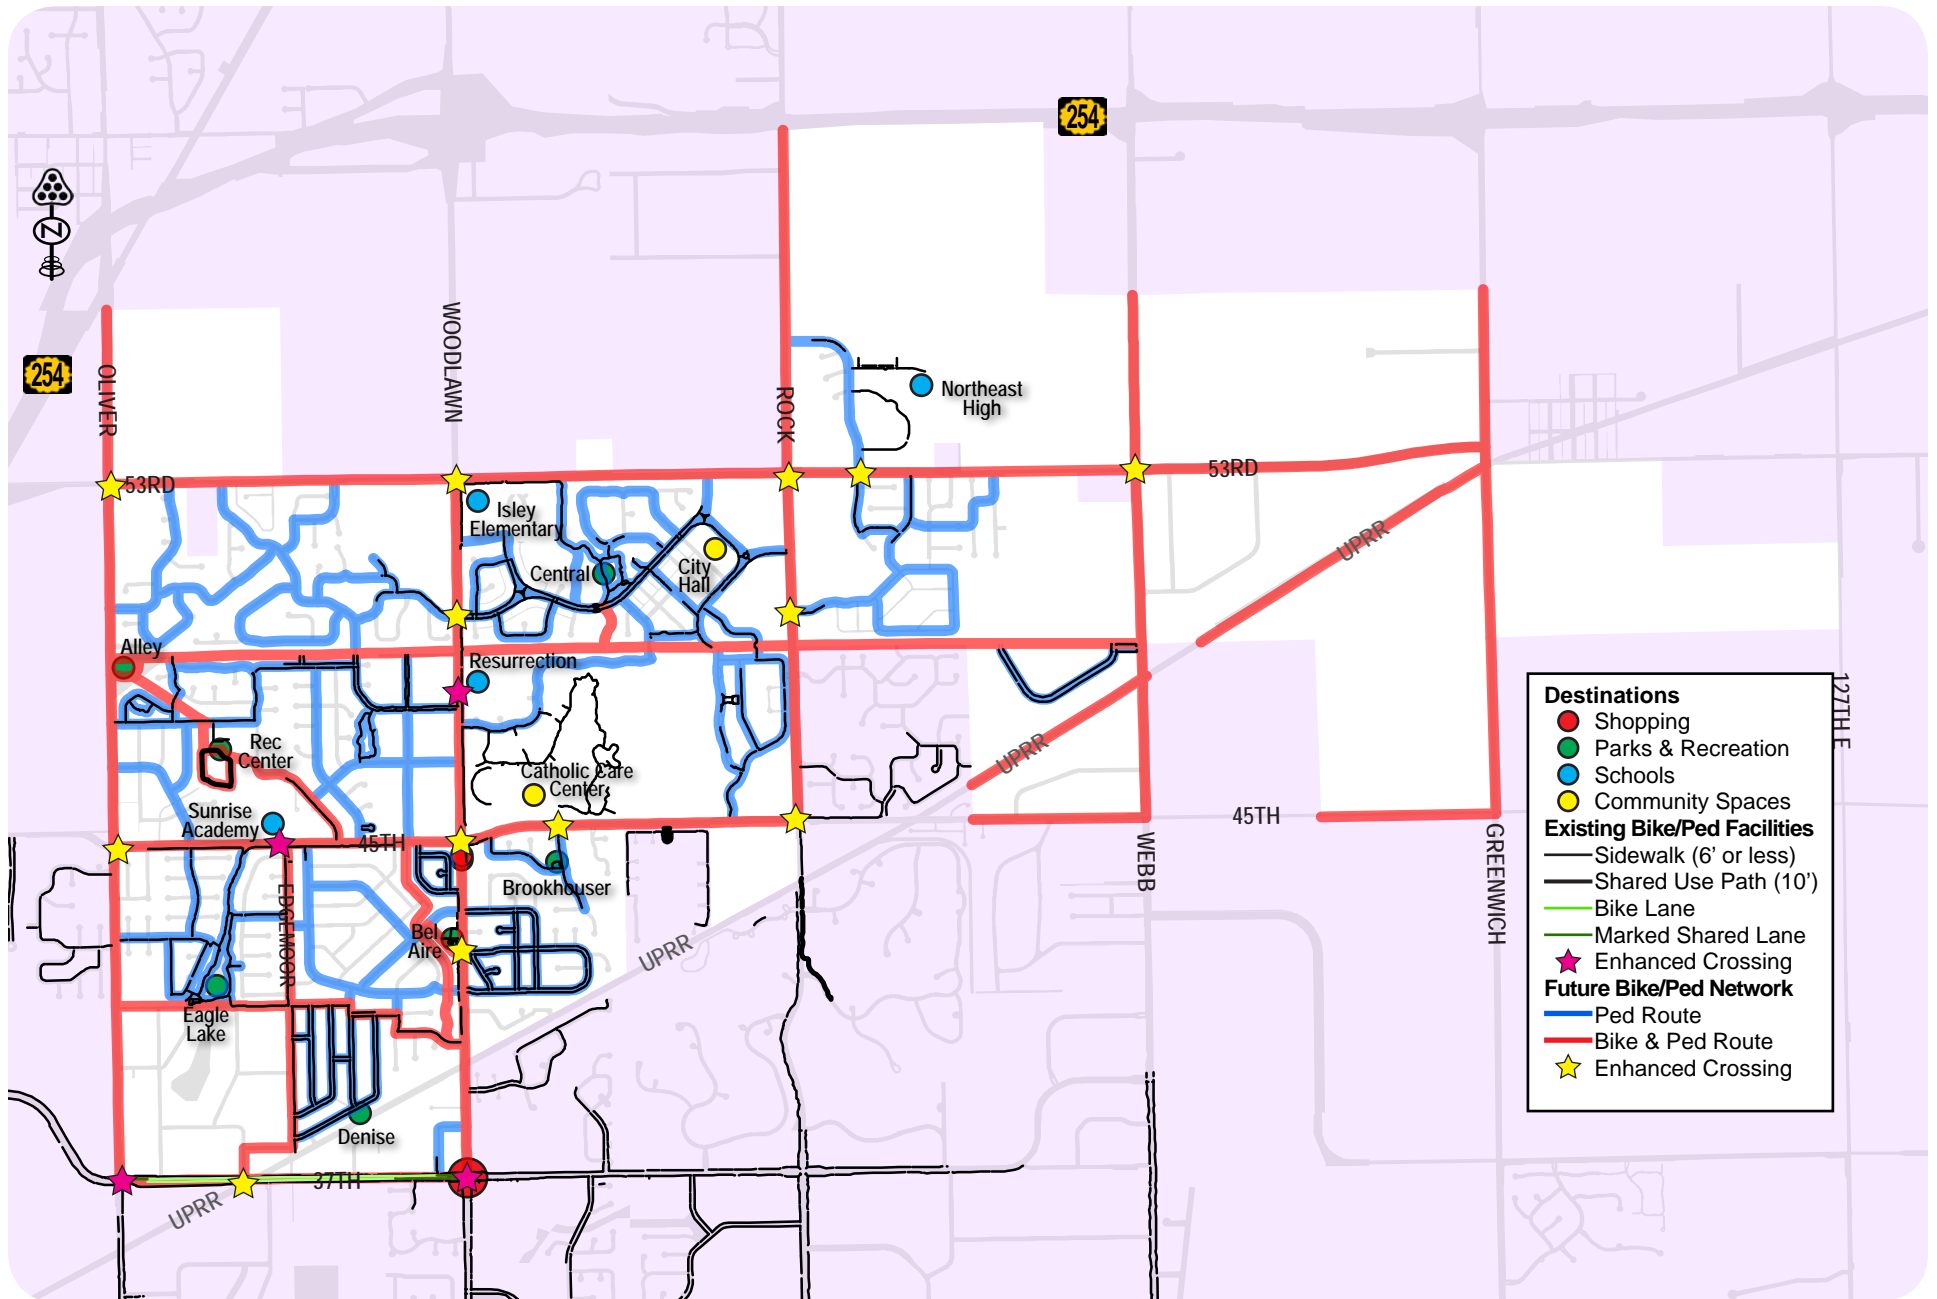 254
Z
254
WOODLAWN
OLIVER
ROCK
Northeast
High
53RD
53RD
Isley
Elementary
UPRR
Central
City
Hall
Alley
Resurrection
127TH E
Rec
Center
UPRR
Catholic Care
Center
Sunrise
Academy
45TH
45TH
WEBB
GREENWICH
Brookhouser
EDGEMOOR
Bel
Aire
UPRR
Eagle
Lake
Denise
37TH
UPRR
Destinations
Shopping
Parks & Recreation
Schools
Community Spaces
Existing Bike/Ped Facilities
Sidewalk (6’ or less)
Shared Use Path (10’)
Bike Lane
Marked Shared Lane
Enhanced Crossing
Future Bike/Ped Network
Ped Route
Bike & Ped Route
Enhanced Crossing